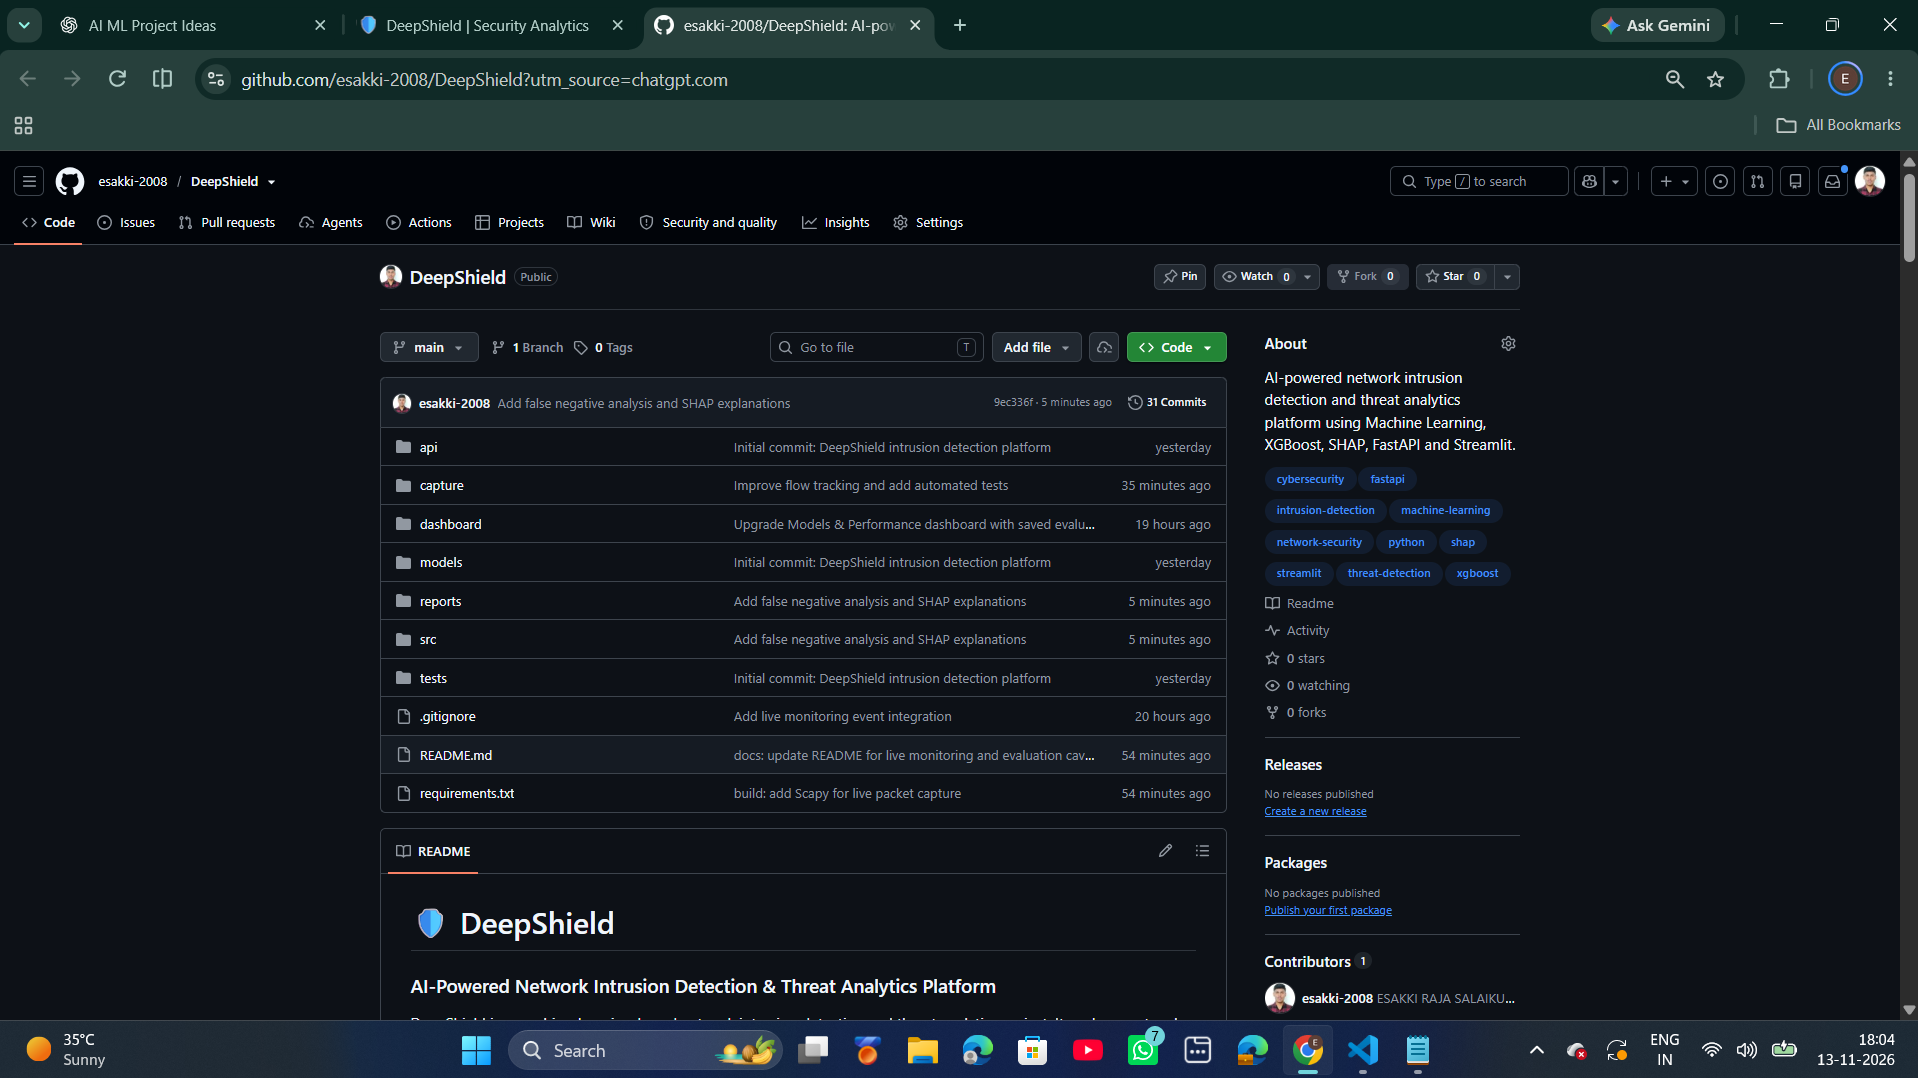 AI ML Project Ideas
DeepShield | Security Analytics
esakki-2008/DeepShield: AI-pow
Ask Gemini
github.com/esakki-2008/DeepShield?utm_source=chatgpt.com
E
All Bookmarks
esakki-2008 / DeepShield
Type / to search
Code Issues Pull requests Agents Actions Projects Wiki Security and quality Insights Settings
DeepShield Public
Pin Watch 0 Fork 0 Star 0
main 1 Branch 0 Tags
Go to file T Add file Code
esakki-2008 Add false negative analysis and SHAP explanations 9ec336f · 5 minutes ago 31 Commits
api Initial commit: DeepShield intrusion detection platform yesterday
capture Improve flow tracking and add automated tests 35 minutes ago
dashboard Upgrade Models & Performance dashboard with saved evalu... 19 hours ago
models Initial commit: DeepShield intrusion detection platform yesterday
reports Add false negative analysis and SHAP explanations 5 minutes ago
src Add false negative analysis and SHAP explanations 5 minutes ago
tests Initial commit: DeepShield intrusion detection platform yesterday
.gitignore Add live monitoring event integration 20 hours ago
README.md docs: update README for live monitoring and evaluation cav... 54 minutes ago
requirements.txt build: add Scapy for live packet capture 54 minutes ago
README
DeepShield
AI-Powered Network Intrusion Detection & Threat Analytics Platform
About
AI-powered network intrusion
detection and threat analytics
platform using Machine Learning,
XGBoost, SHAP, FastAPI and Streamlit.
cybersecurity fastapi
intrusion-detection machine-learning
network-security python shap
streamlit threat-detection xgboost
Readme
Activity
0 stars
0 watching
0 forks
Releases
No releases published
Create a new release
Packages
No packages published
Publish your first package
Contributors 1
esakki-2008 ESAKKI RAJA SALAIKU...
35°C
Sunny
Search
7
E
ENG
IN
18:04
13-11-2026